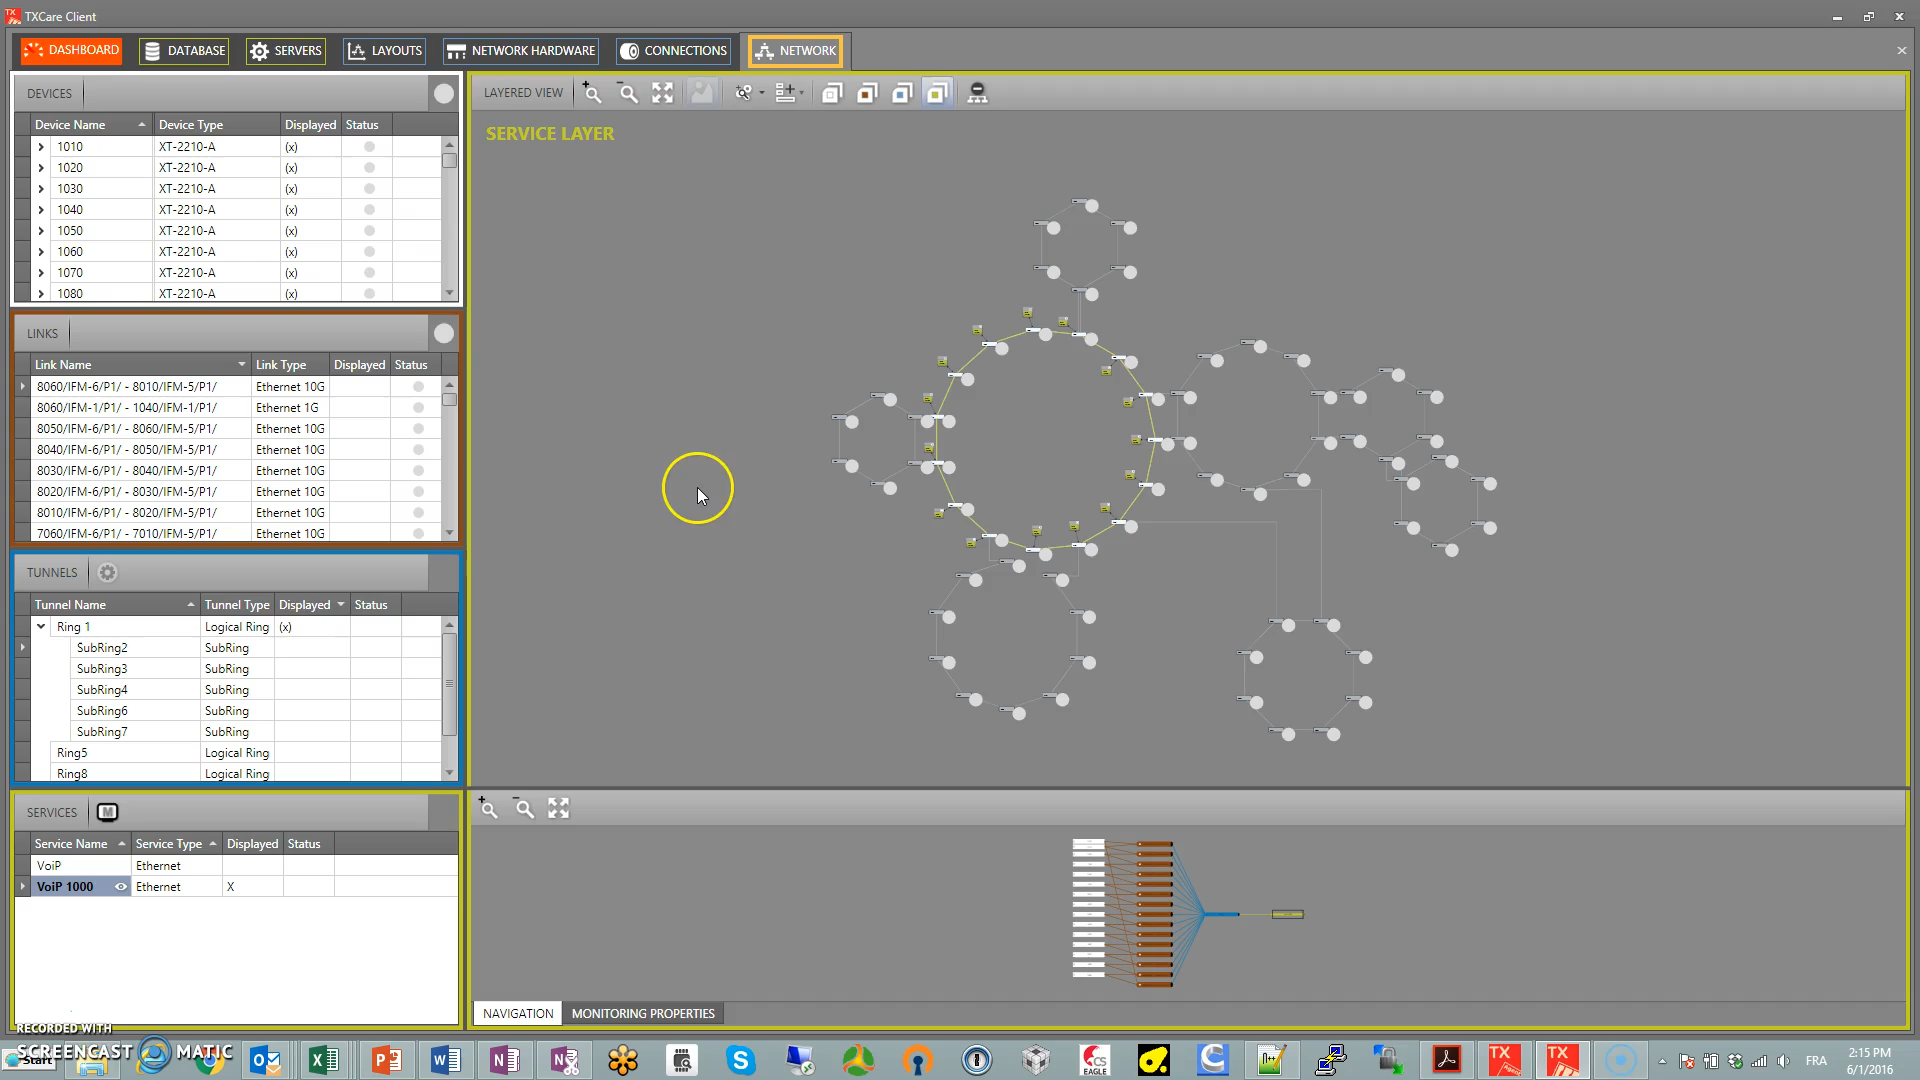 TX TXCare Client
DASHBOARD DATABASE SERVERS LAYOUTS NETWORK HARDWARE CONNECTIONS NETWORK
DEVICES
Device Name Device Type Displayed Status
1010 XT-2210-A (x)
1020 XT-2210-A (x)
1030 XT-2210-A (x)
1040 XT-2210-A (x)
1050 XT-2210-A (x)
1060 XT-2210-A (x)
1070 XT-2210-A (x)
1080 XT-2210-A (x)
LINKS
Link Name Link Type Displayed Status
8060/IFM-6/P1/ - 8010/IFM-5/P1/ Ethernet 10G
8060/IFM-1/P1/ - 1040/IFM-1/P1/ Ethernet 1G
8050/IFM-6/P1/ - 8060/IFM-5/P1/ Ethernet 10G
8040/IFM-6/P1/ - 8050/IFM-5/P1/ Ethernet 10G
8030/IFM-6/P1/ - 8040/IFM-5/P1/ Ethernet 10G
8020/IFM-6/P1/ - 8030/IFM-5/P1/ Ethernet 10G
8010/IFM-6/P1/ - 8020/IFM-5/P1/ Ethernet 10G
7060/IFM-6/P1/ - 7010/IFM-5/P1/ Ethernet 10G
TUNNELS
Tunnel Name Tunnel Type Displayed Status
Ring 1 Logical Ring (x)
SubRing2 SubRing
SubRing3 SubRing
SubRing4 SubRing
SubRing6 SubRing
SubRing7 SubRing
Ring5 Logical Ring
Ring8 Logical Ring
SERVICES M
Service Name Service Type Displayed Status
VoiP Ethernet
VoiP 1000 Ethernet X
LAYERED VIEW
SERVICE LAYER
NAVIGATION MONITORING PROPERTIES
RECORDED WITH
SCREENCAST MATIC
Start
CS EAGLE
TX
TX
FRA
2:15 PM
6/1/2016